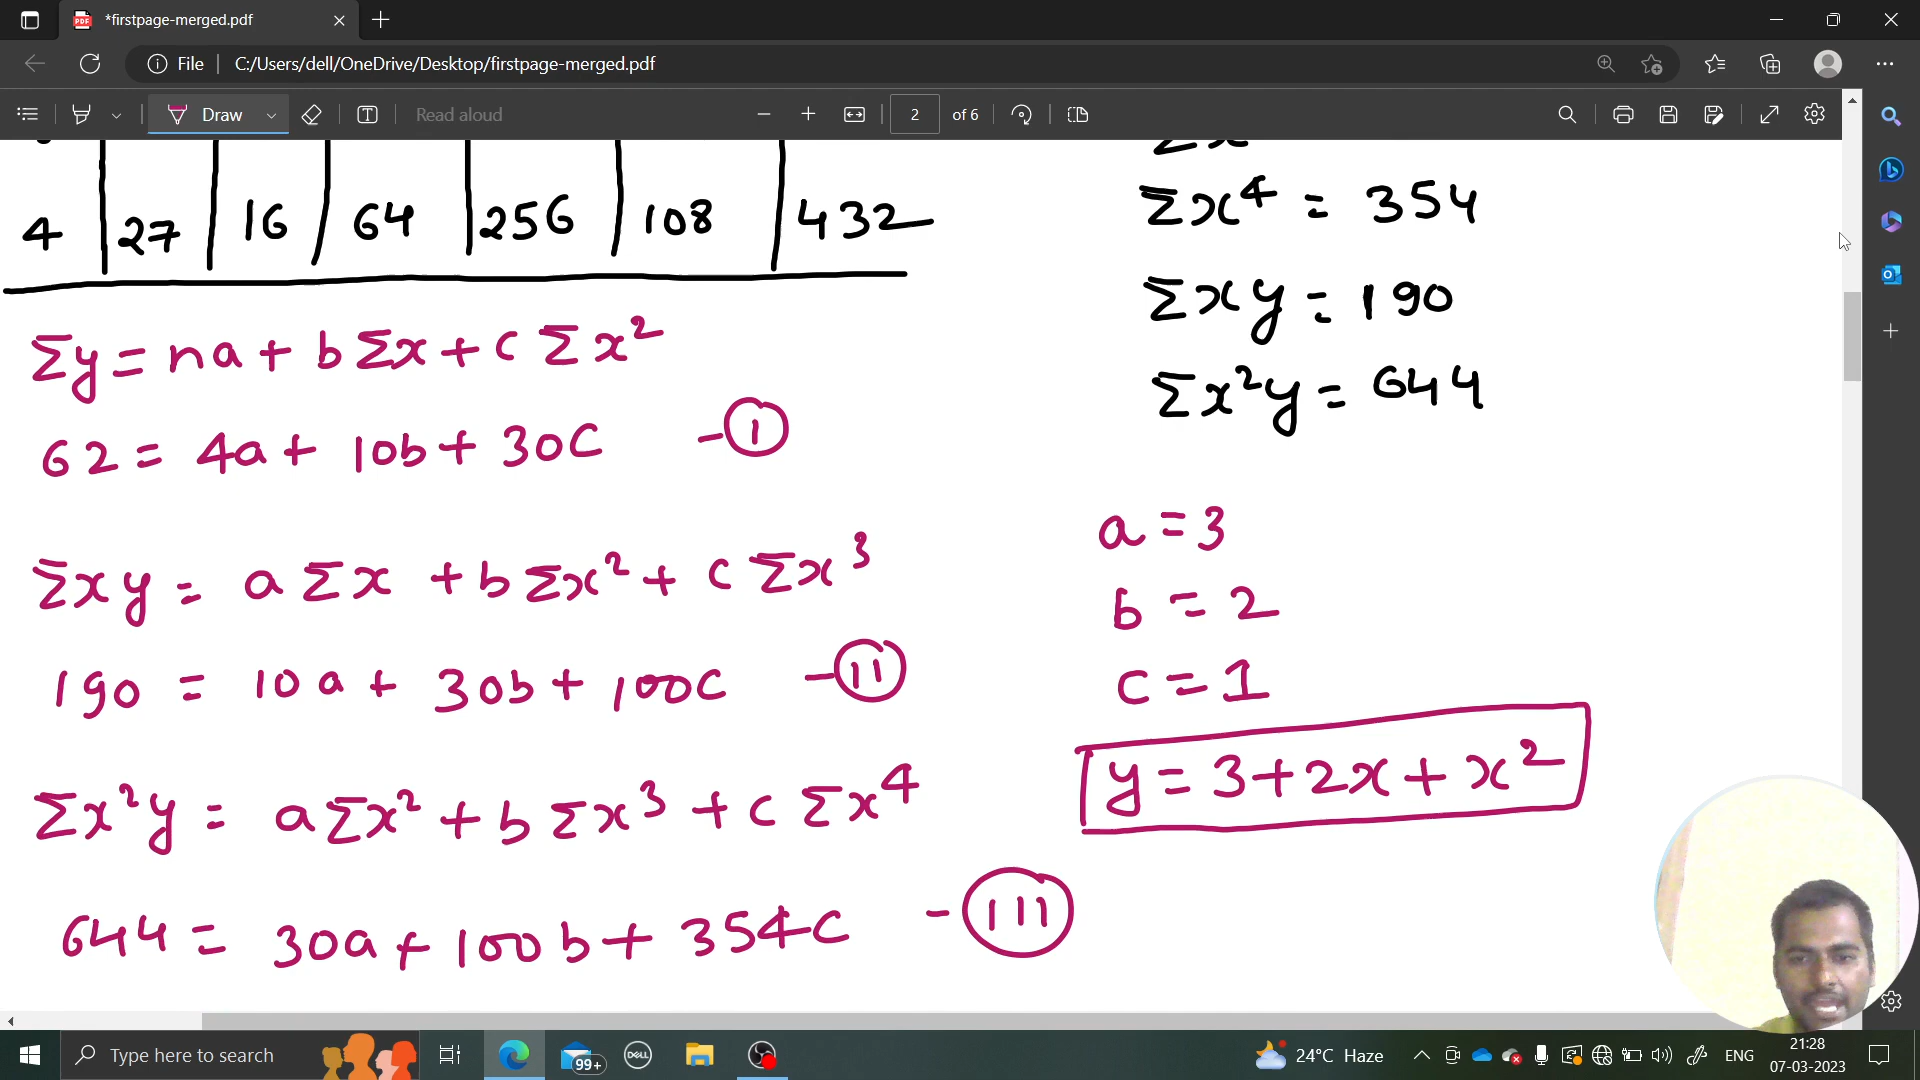 *firstpage-merged.pdf
File
C:/Users/dell/OneDrive/Desktop/firstpage-merged.pdf
Draw
Read aloud
2 of 6
4 27 16 64 256 108 432
Σx⁴ = 354
Σxy = 190
Σx²y = 644
Σy = na + bΣx + cΣx²
62 = 4a + 10b + 30c - I
Σxy = aΣx + bΣx² + cΣx³
190 = 10a + 30b + 100c - II
Σx²y = aΣx² + bΣx³ + cΣx⁴
644 = 30a + 100b + 354c - III
a = 3
b = 2
c = 1
y = 3 + 2x + x²
Type here to search
99+
DELL
24°C Haze
ENG
21:28
07-03-2023